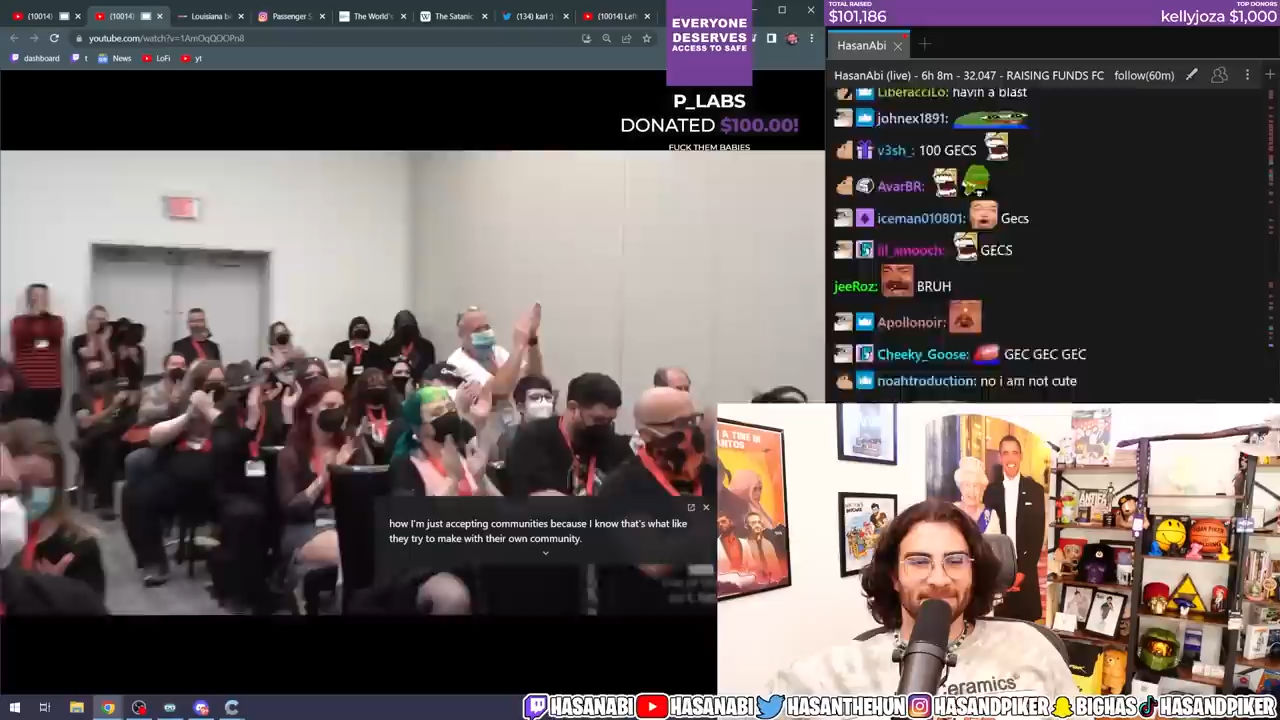 (10014)
(10014)
Louisiana bi
Passenger S
The World's
The Satanic
(134) karl :)
(10014) Lef
youtube.com/watch?v=1AmOqQDOPn8
dashboard
t
News
LoFi
yt
EVERYONE
DESERVES
ACCESS TO SAFE
P_LABS
DONATED $100.00!
FUCK THEM BABIES
TOTAL RAISED
$101,186
TOP DONORS
kellyjoza $1,000
HasanAbi
HasanAbi (live) - 6h 8m - 32.047 - RAISING FUNDS FC
follow(60m)
LiberacciLo: havin a blast
johnex1891:
v3sh_: 100 GECS
AvarBR:
iceman010801: Gecs
lil_smooch: GECS
jeeRoz: BRUH
Apollonoir:
Cheeky_Goose: GEC GEC GEC
noahtroduction: no i am not cute
how I'm just accepting communities because I know that's what like
they try to make with their own community.
ANTIFA
eramics
HASANABI
HASANABI
HASANTHEHUN
HASANDPIKER
BIGHAS
HASANDPIKER